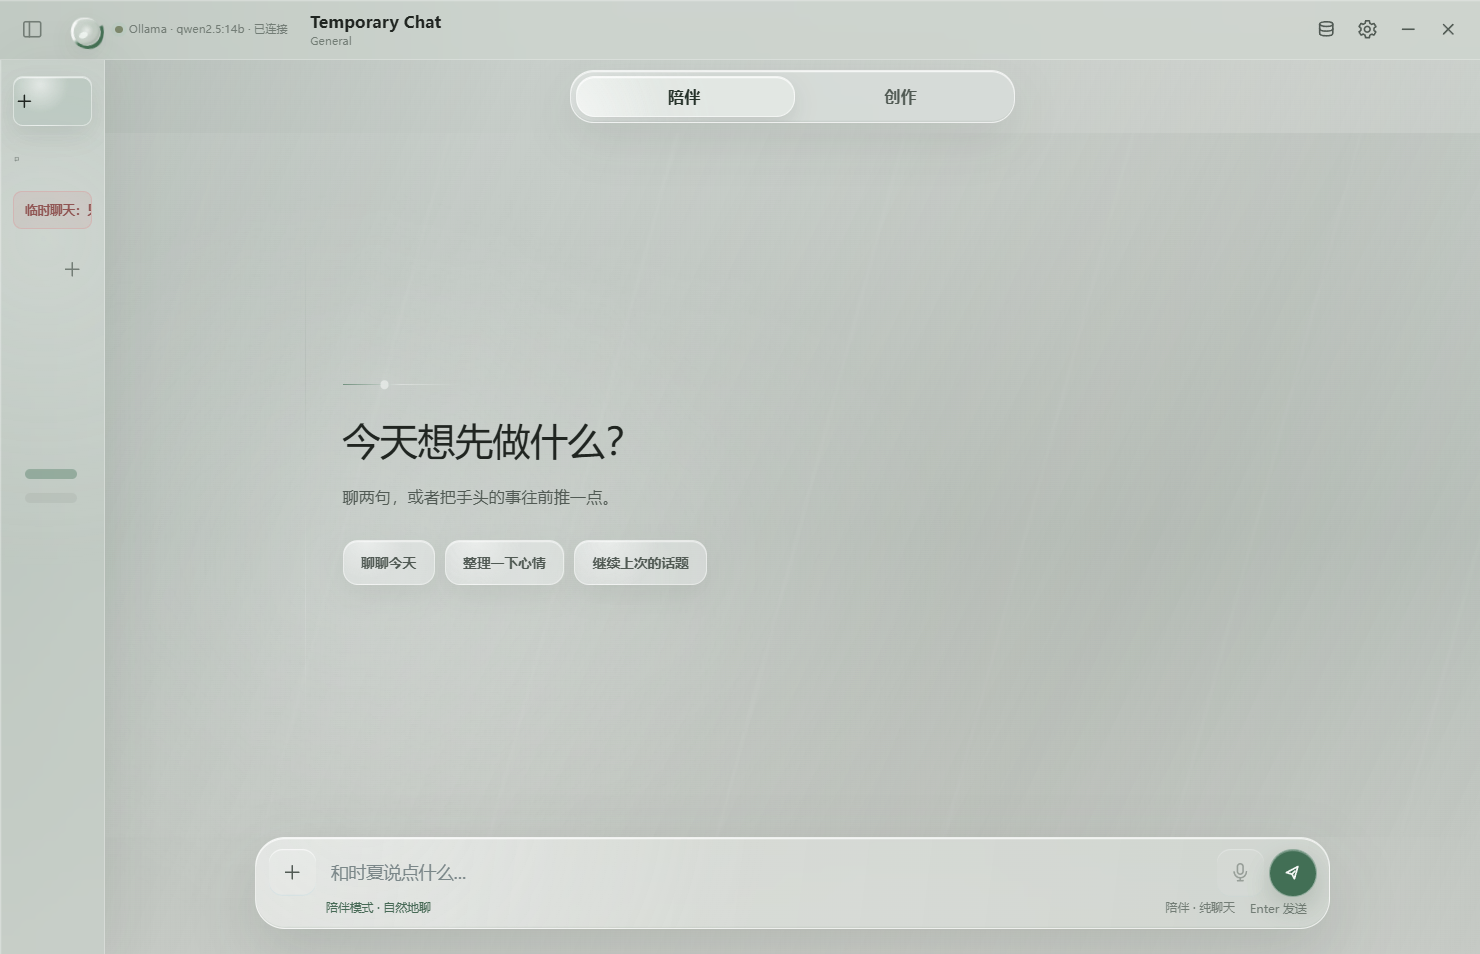 Ollama · qwen2.5:14b · 已连接
Temporary Chat
General
陪伴
创作
临时聊天：
今天想先做什么？
聊两句，或者把手头的事往前推一点。
聊聊今天
整理一下心情
继续上次的话题
和时夏说点什么...
陪伴模式 · 自然地聊
陪伴 · 纯聊天
Enter 发送